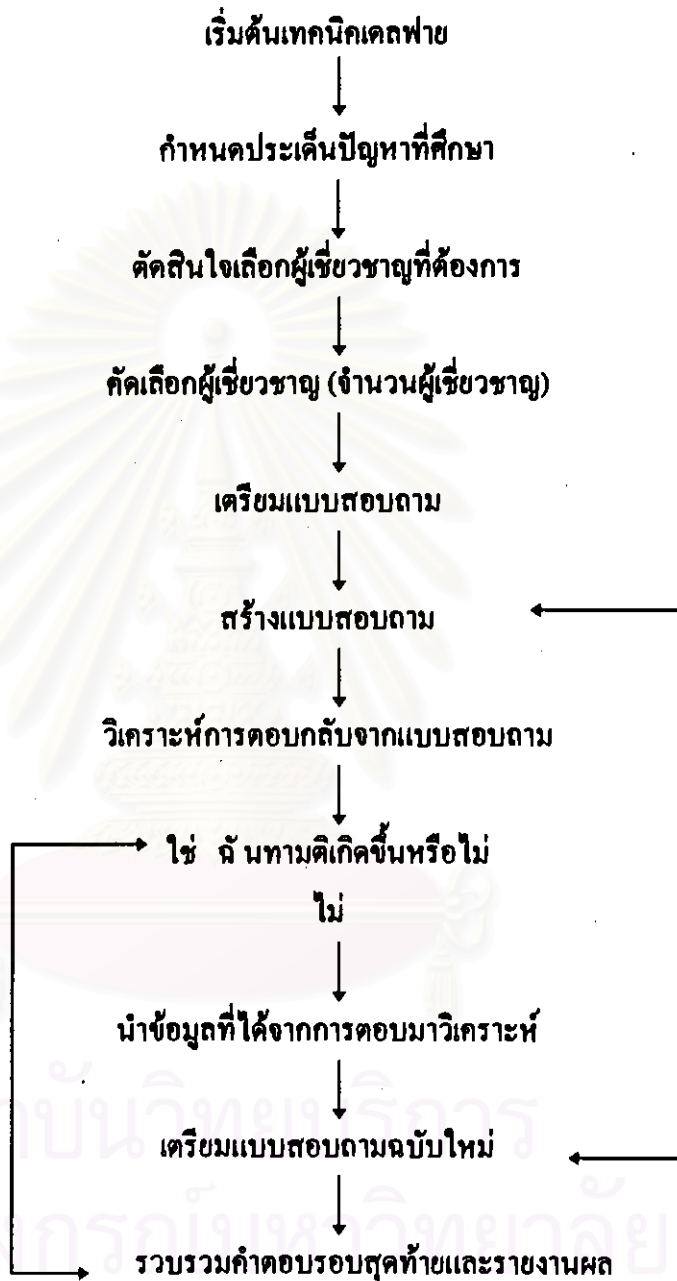 เริ่มต้นเทคนิคเดลฟาย
กำหนดประเด็นปัญหาที่ศึกษา
ตัดสินใจเลือกผู้เชี่ยวชาญที่ต้องการ
คัดเลือกผู้เชี่ยวชาญ (จำนวนผู้เชี่ยวชาญ)
เตรียมแบบสอบถาม
สร้างแบบสอบถาม
วิเคราะห์การตอบกลับจากแบบสอบถาม
ใช่ ฉันทามติเกิดขึ้นหรือไม่
ไม่
นำข้อมูลที่ได้จากการตอบมาวิเคราะห์
เตรียมแบบสอบถามฉบับใหม่
รวบรวมคำตอบรอบสุดท้ายและรายงานผล